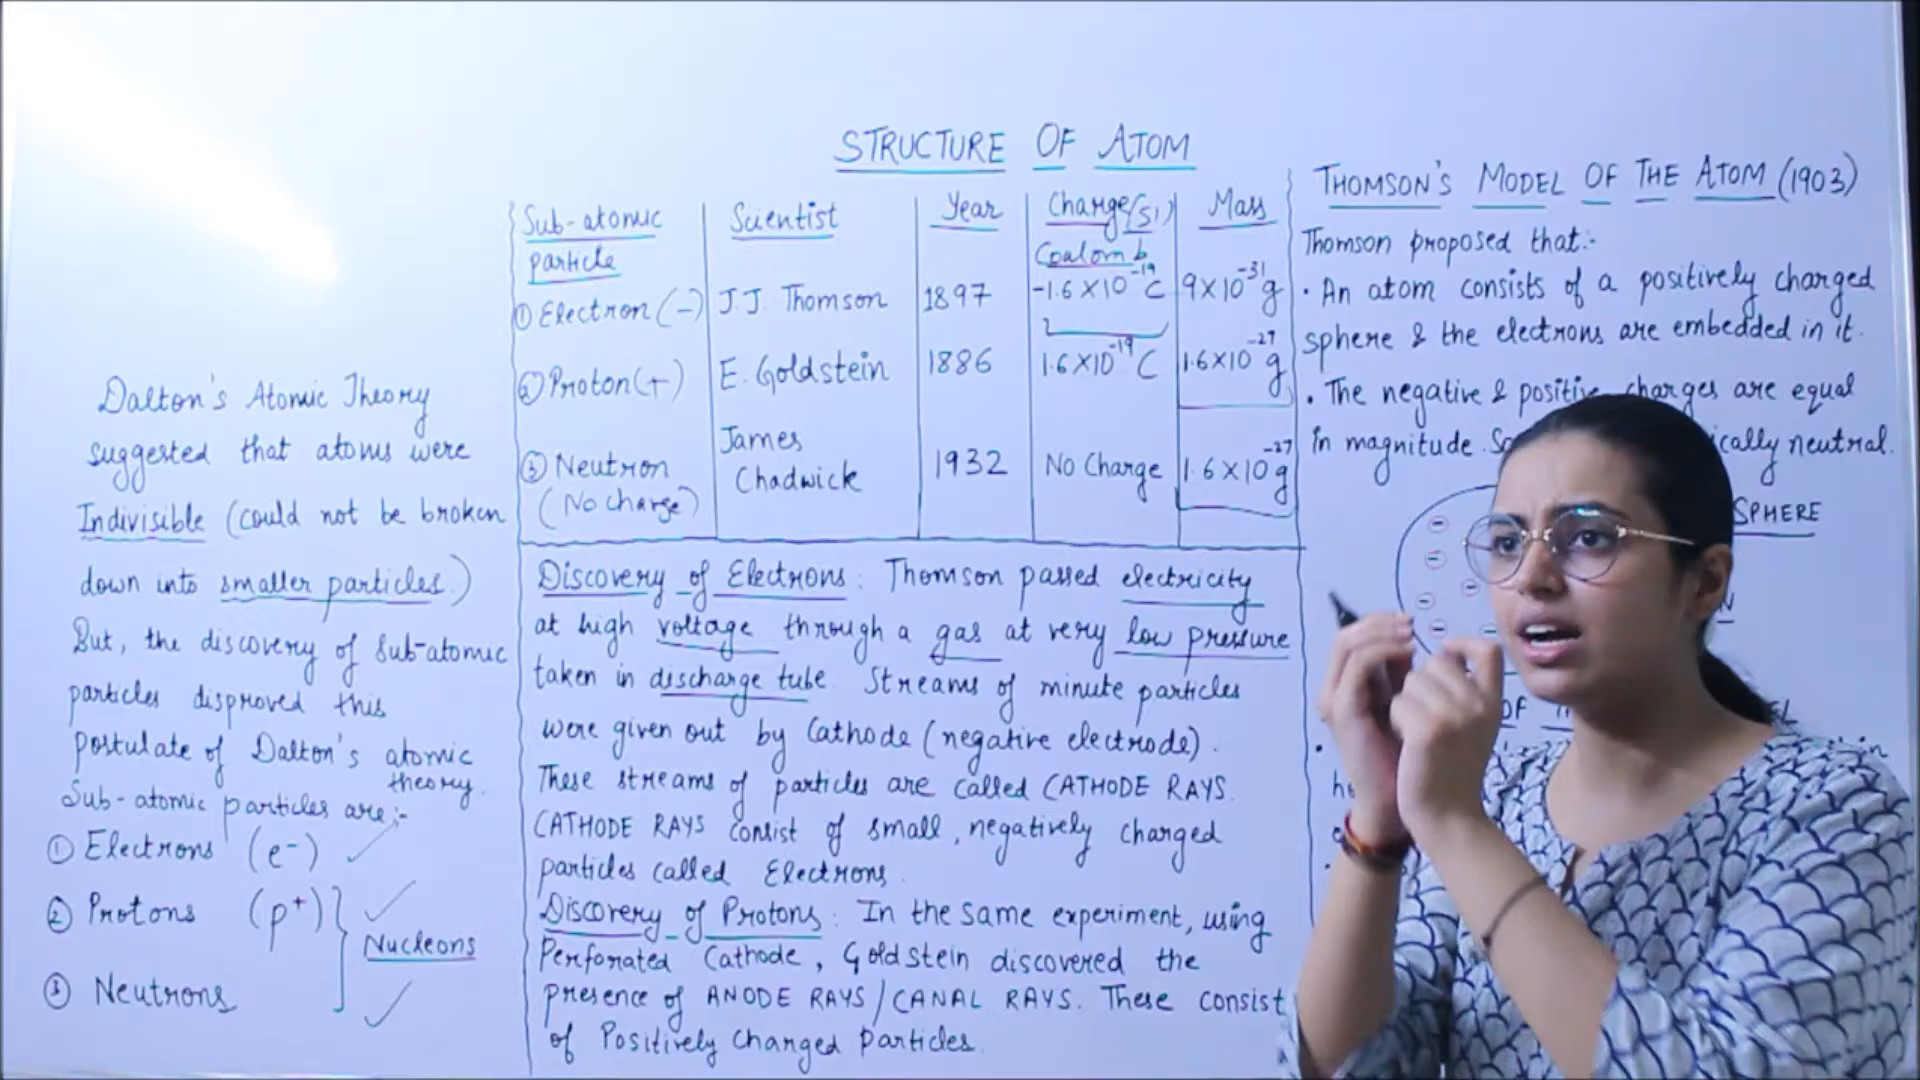 STRUCTURE OF ATOM
Dalton's Atomic Theory
suggested that atoms were
Indivisible (could not be broken
down into smaller particles.)
But, the discovery of Sub-atomic
particles disproved this
postulate of Dalton's atomic
theory.
Sub-atomic particles are:-
① Electrons (e-)
② Protons (p+)
Nucleons
③ Neutrons
Sub-atomic particle Scientist Year Charge(SI) Coulomb Mass
① Electron (-) J.J. Thomson 1897 -1.6×10-19 C 9×10-31 g
② Proton (+) E. Goldstein 1886 1.6×10-19 C 1.6×10-27 g
③ Neutron (No charge) James Chadwick 1932 No Charge 1.6×10-27 g
Discovery of Electrons: Thomson passed electricity
at high voltage through a gas at very low pressure
taken in discharge tube. Streams of minute particles
were given out by Cathode (negative electrode).
These streams of particles are called CATHODE RAYS.
CATHODE RAYS consist of small, negatively charged
particles called Electrons.
Discovery of Protons: In the same experiment, using
Perforated Cathode, Goldstein discovered the
presence of ANODE RAYS/CANAL RAYS. These consist
of Positively Charged Particles.
THOMSON'S MODEL OF THE ATOM (1903)
Thomson proposed that:-
• An atom consists of a positively charged
sphere & the electrons are embedded in it.
• The negative & positive charges are equal
in magnitude. neutral.
SPHERE
OF